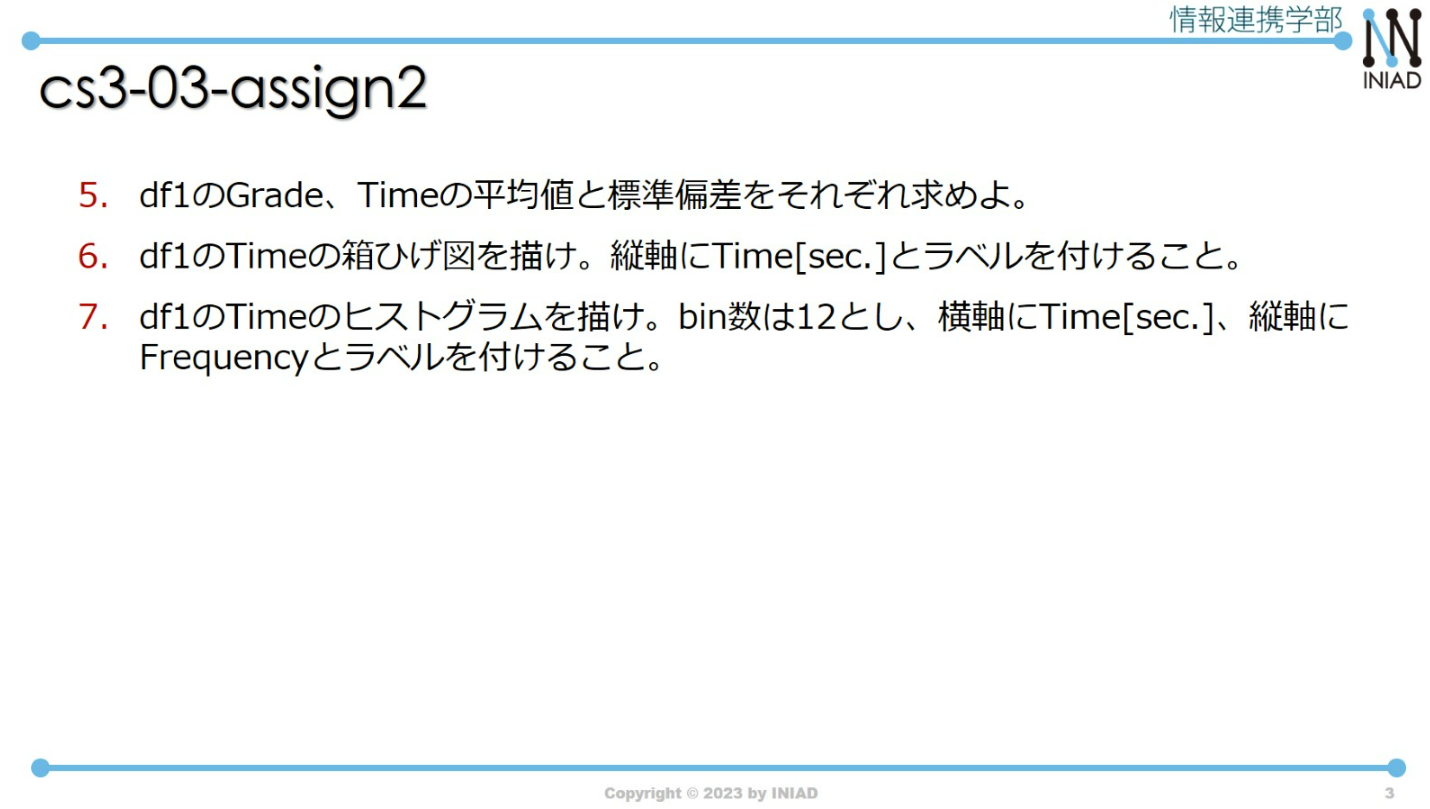 情報連携学部
INIAD
cs3-03-assign2
5. df1のGrade、Timeの平均値と標準偏差をそれぞれ求めよ。
6. df1のTimeの箱ひげ図を描け。縦軸にTime[sec.]とラベルを付けること。
7. df1のTimeのヒストグラムを描け。bin数は12とし、横軸にTime[sec.]、縦軸に
Frequencyとラベルを付けること。
Copyright © 2023 by INIAD
3